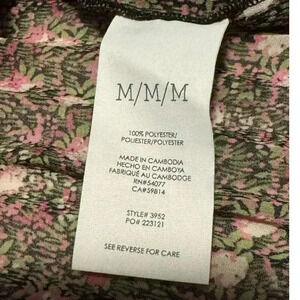 M/M/M
100% POLYESTER/
POLIESTER/POLYESTER
MADE IN CAMBODIA
HECHO EN CAMBOYA
FABRIQUÉ AU CAMBODGE
RN#54077
CA#59814
STYLE# 3952
PO# 223121
SEE REVERSE FOR CARE